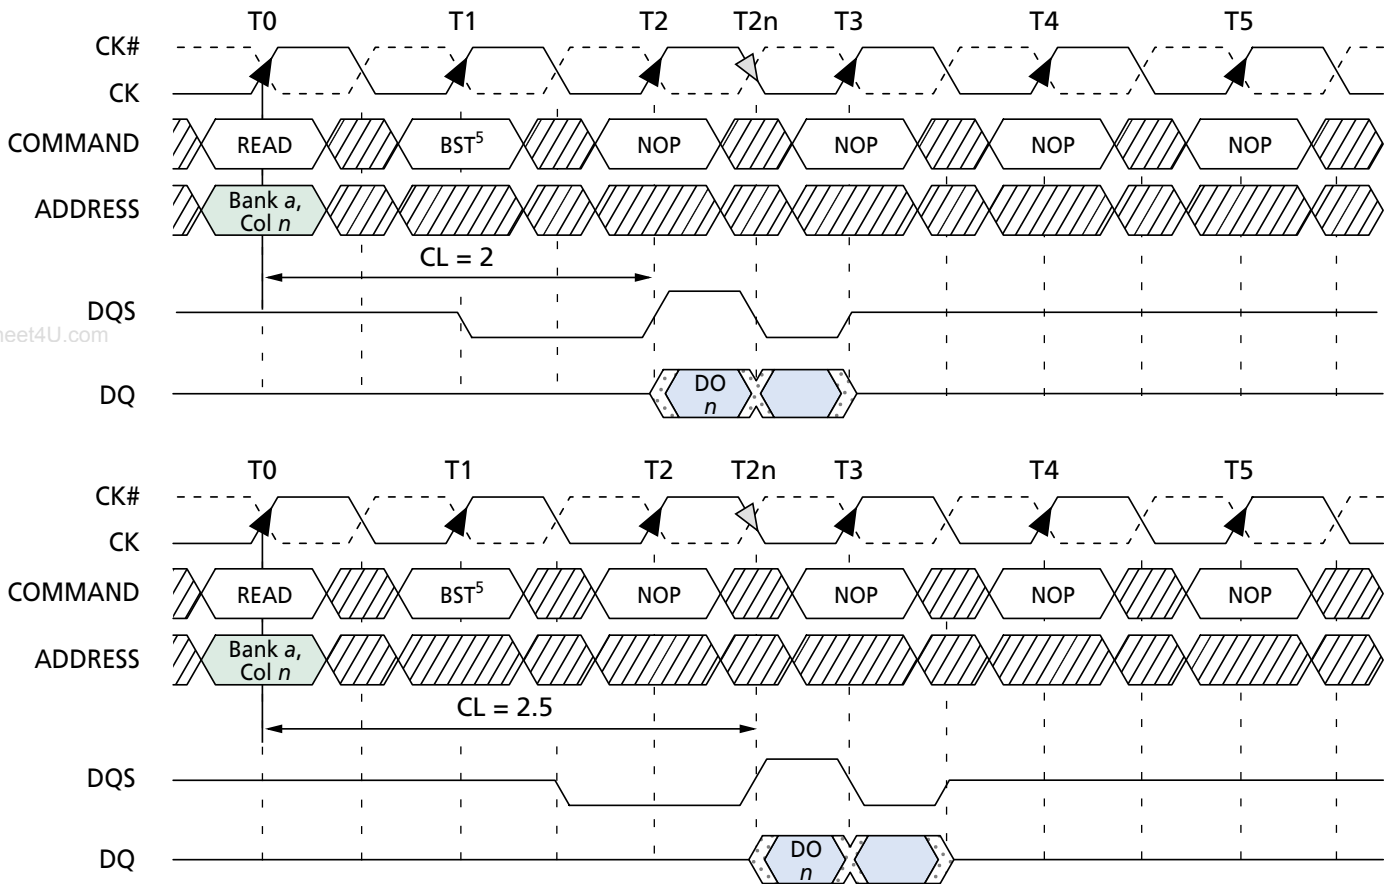 T0 T1 T2 T2n T3 T4 T5
CK#
CK
COMMAND READ BST5 NOP NOP NOP NOP
ADDRESS Bank a,
Col n
CL = 2
DQS
heet4U.com
DQ DO
n
T0 T1 T2 T2n T3 T4 T5
CK#
CK
COMMAND READ BST5 NOP NOP NOP NOP
ADDRESS Bank a,
Col n
CL = 2.5
DQS
DQ DO
n